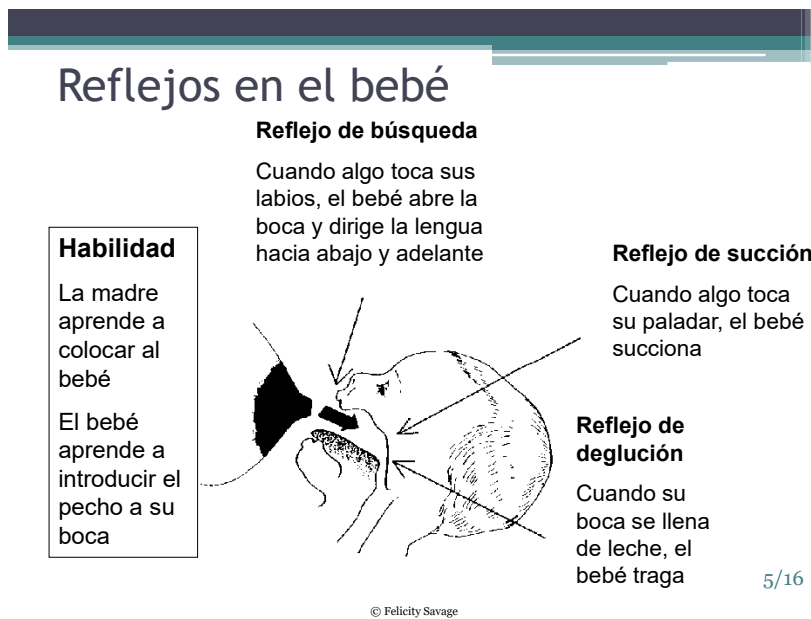 Reflejos en el bebé
Reflejo de búsqueda
Cuando algo toca sus
labios, el bebé abre la
boca y dirige la lengua
hacia abajo y adelante
Habilidad
La madre
aprende a
colocar al
bebé
El bebé
aprende a
introducir el
pecho a su
boca
Reflejo de succión
Cuando algo toca
su paladar, el bebé
succiona
Reflejo de
deglución
Cuando su
boca se llena
de leche, el
bebé traga
5/16
© Felicity Savage